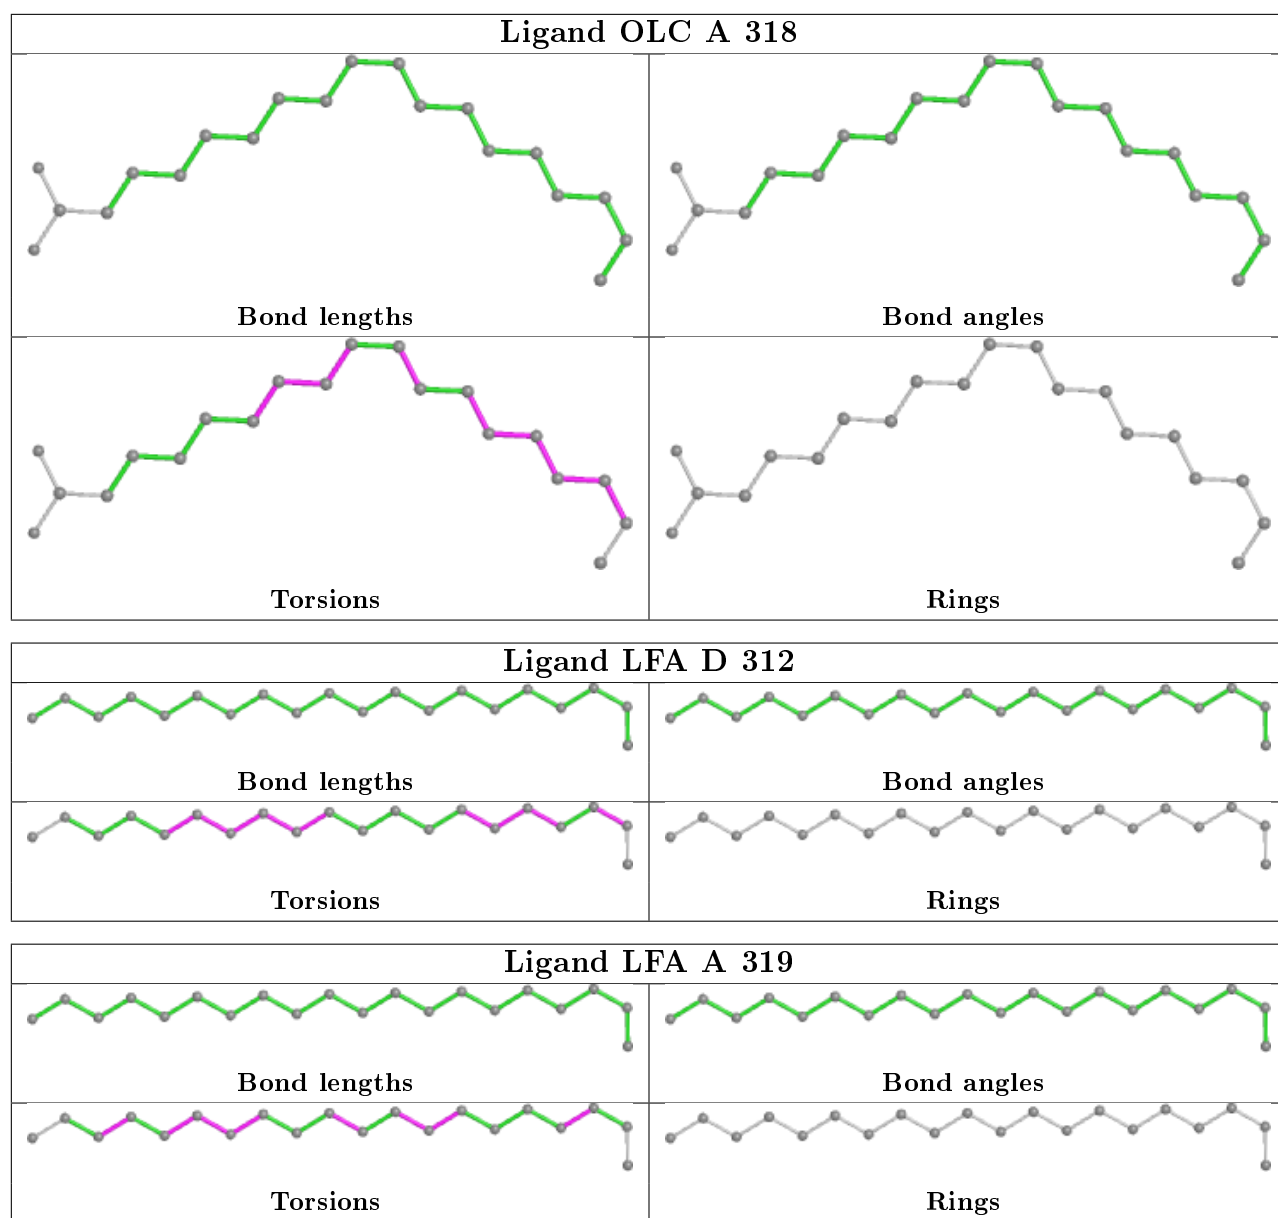 Ligand OLC A 318
Bond lengths
Bond angles
Torsions
Rings
Ligand LFA D 312
Bond lengths
Bond angles
Torsions
Rings
Ligand LFA A 319
Bond lengths
Bond angles
Torsions
Rings